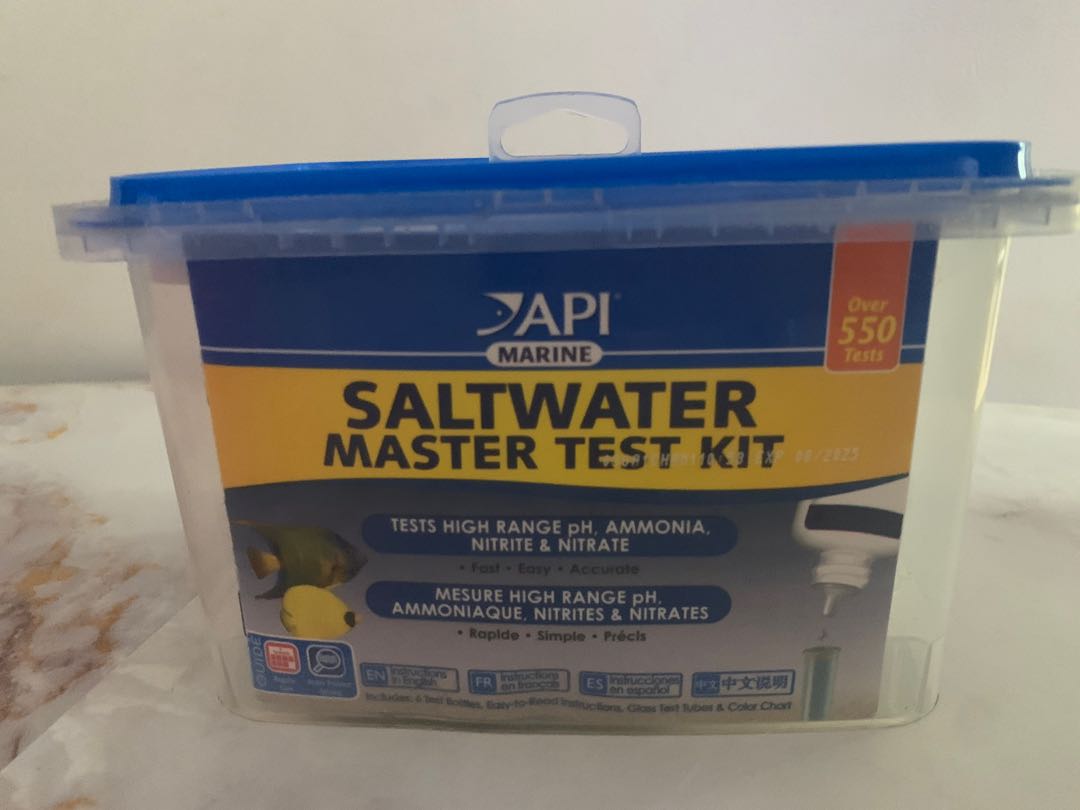 API
MARINE
Over
550
Tests
SALTWATER
MASTER TEST KIT
EXP 08/2025
TESTS HIGH RANGE pH, AMMONIA,
NITRITE & NITRATE
• Fast • Easy • Accurate
MESURE HIGH RANGE pH,
AMMONIAQUE, NITRITES & NITRATES
• Rapide • Simple • Précis
GUIDE
EN Instructions in English
FR Instructions en français
ES Instrucciones en español
中文 中文说明
Includes: 6 Test Bottles, Easy-to-Read Instructions, Glass Test Tubes & Color Chart